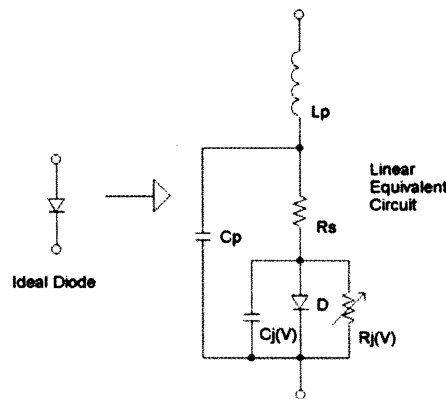 Lp
Linear
Equivalent
Circuit
Cp
Rs
Ideal Diode
D
Cj(V)
Rj(V)